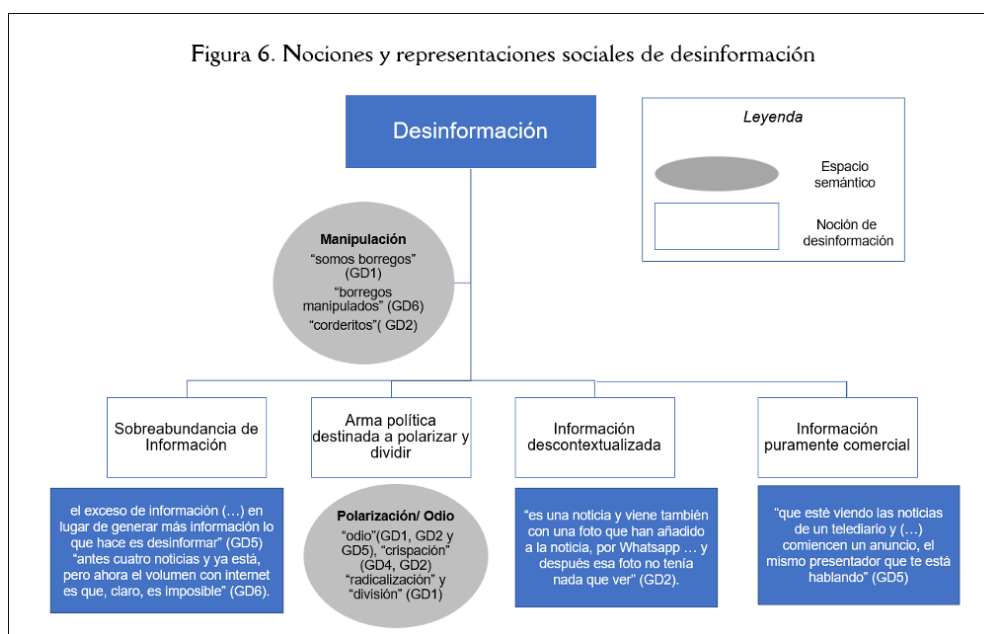 Figura 6. Nociones y representaciones sociales de desinformación
Desinformación
Leyenda
Espacio
semántico
Noción de
desinformación
Manipulación
“somos borregos”
(GD1)
“borregos
manipulados” (GD6)
“corderitos”( GD2)
Sobreabundancia de
Información
Arma política
destinada a polarizar y
dividir
Información
descontextualizada
Información
puramente comercial
el exceso de información (…) en
lugar de generar más información lo
que hace es desinformar” (GD5)
“antes cuatro noticias y ya está,
pero ahora el volumen con internet
es que, claro, es imposible” (GD6).
Polarización/ Odio
“odio”(GD1, GD2 y
GD5), “crispación”
(GD4, GD2)
“radicalización” y
“división” (GD1)
“es una noticia y viene también
con una foto que han añadido
a la noticia, por Whatsapp ... y
después esa foto no tenía
nada que ver” (GD2).
“que esté viendo las noticias
de un telediario y (…)
comiencen un anuncio, el
mismo presentador que te está
hablando” (GD5)